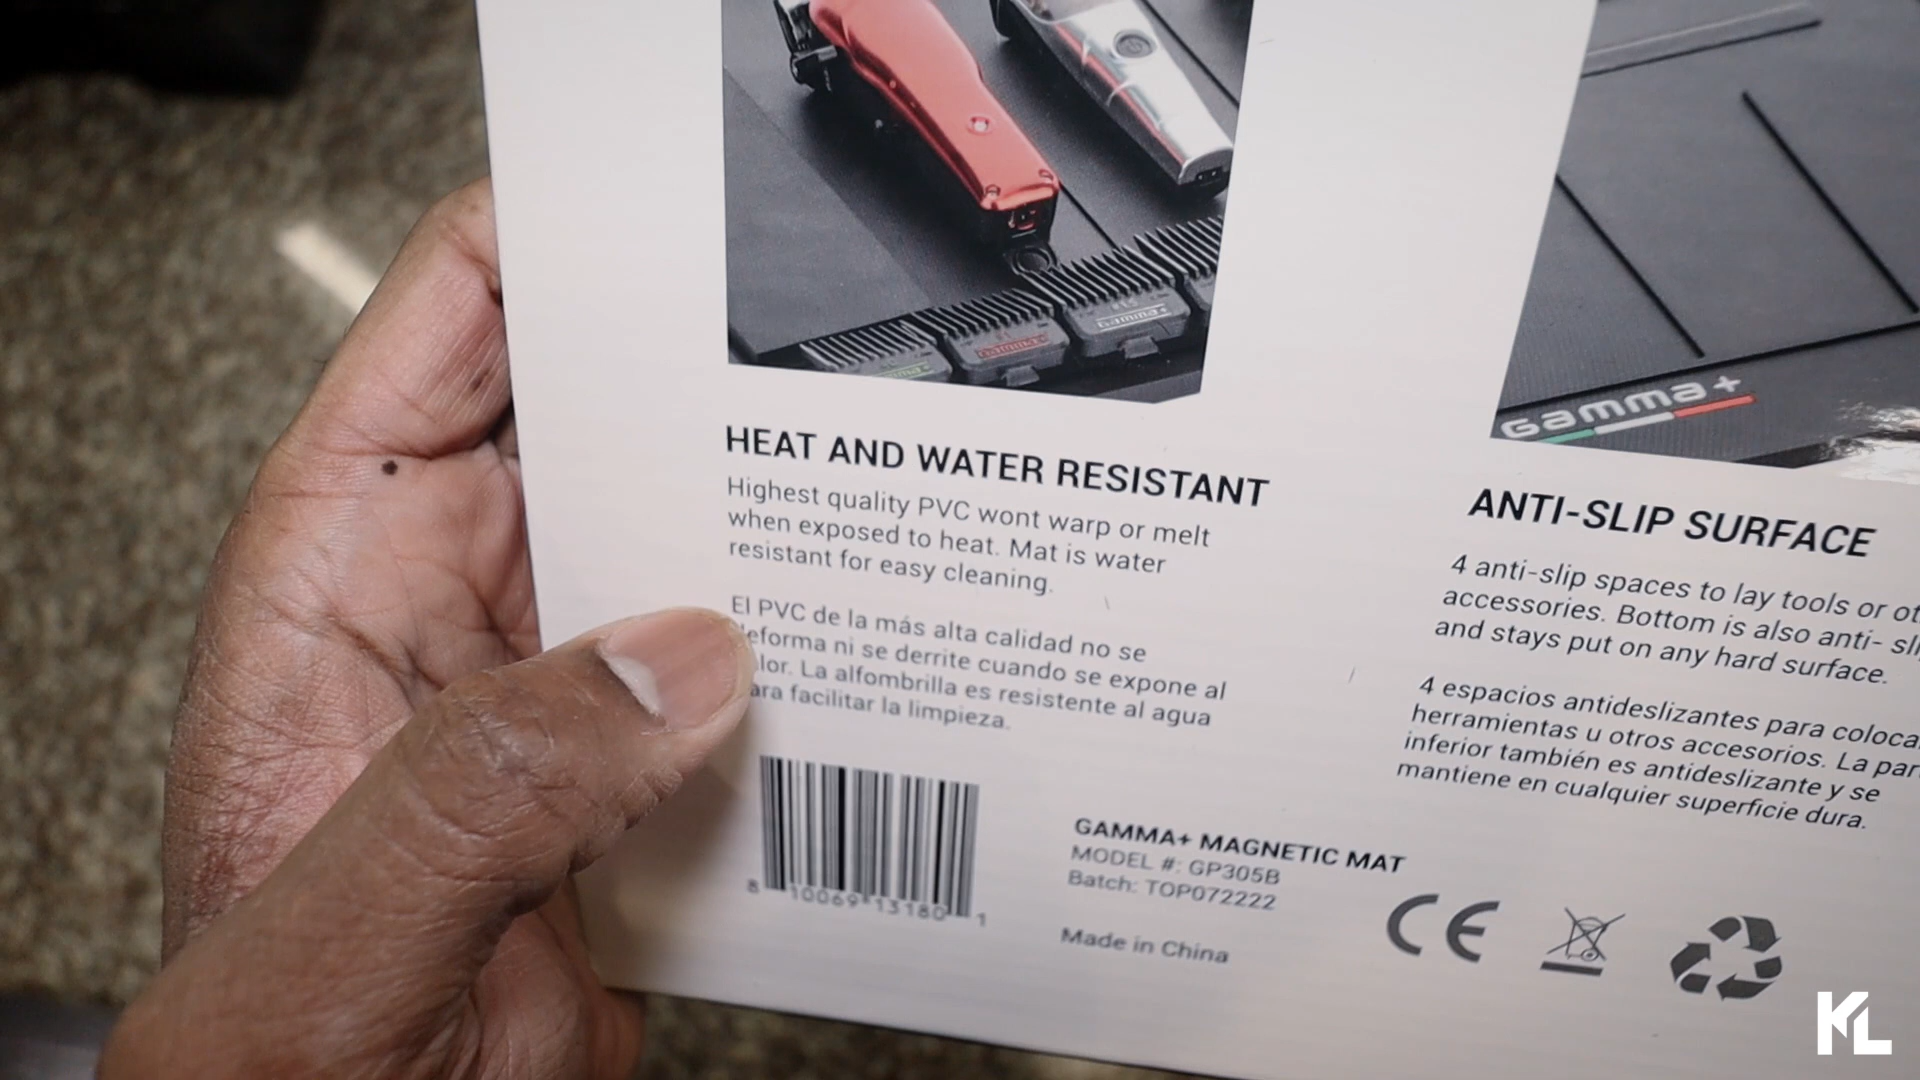 Gamma+
Gamma+
Gamma+
HEAT AND WATER RESISTANT
Highest quality PVC wont warp or melt
when exposed to heat. Mat is water
resistant for easy cleaning.
El PVC de la más alta calidad no se
deforma ni se derrite cuando se expone al
alor. La alfombrilla es resistente al agua
ara facilitar la limpieza.
ANTI-SLIP SURFACE
4 anti-slip spaces to lay tools or ot
accessories. Bottom is also anti- sli
and stays put on any hard surface.
4 espacios antideslizantes para coloca
herramientas u otros accesorios. La par
inferior también es antideslizante y se
mantiene en cualquier superficie dura.
8 10069 13180 1
GAMMA+ MAGNETIC MAT
MODEL #: GP305B
Batch: TOP072222
Made in China
CE
KL